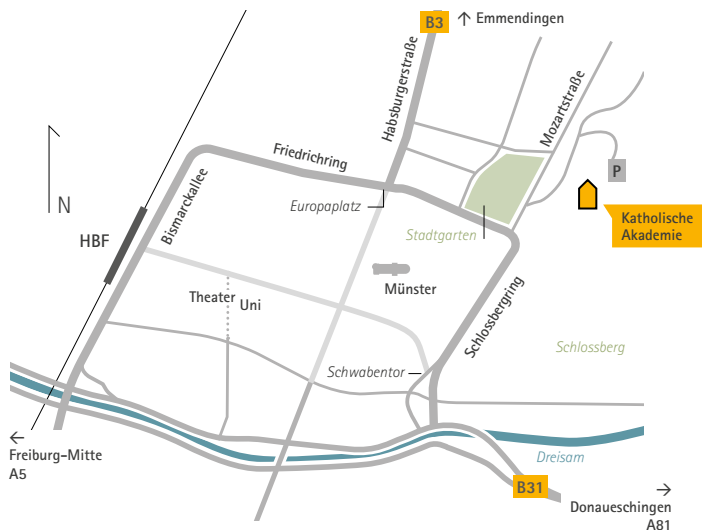 B3
↑ Emmendingen
Habsburgerstraße
Mozartstraße
Friedrichring
P
N
Bismarckallee
Europaplatz
Katholische
Akademie
Stadtgarten
HBF
Münster
Theater
Uni
Schlossbergring
Schlossberg
Schwabentor
←
Freiburg-Mitte
A5
Dreisam
B31
→
Donaueschingen
A81